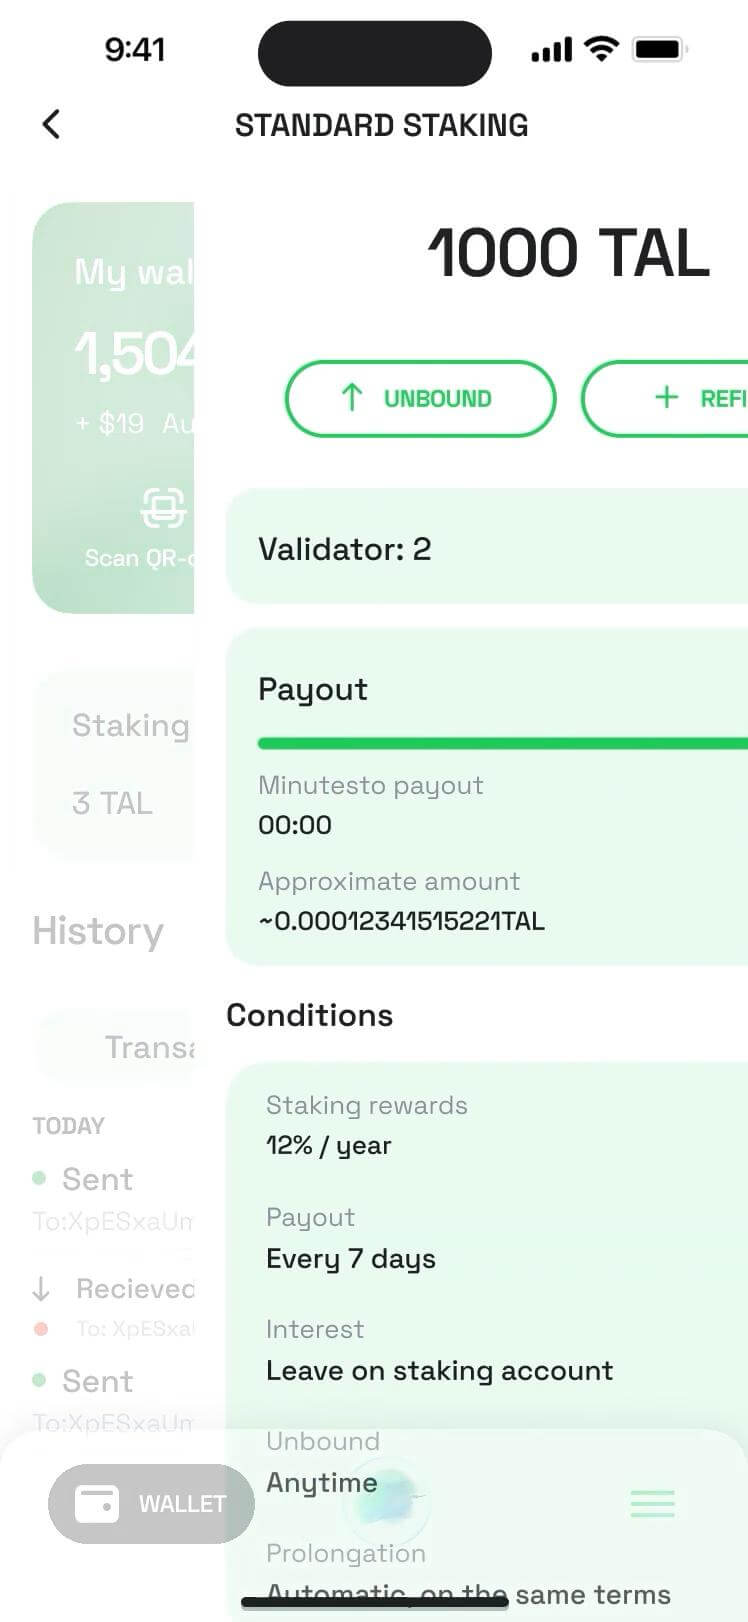 9:41
STANDARD STAKING
My wal
1,504
+ $19 Au
Scan QR-c
Staking
3 TAL
History
Transa
TODAY
Sent
To:XpESxaUm
Recieved
To: XpESxa
Sent
To:XpESxaUm
1000 TAL
UNBOUND
REFI
Validator: 2
Payout
Minutesto payout
00:00
Approximate amount
~0.00012341515221TAL
Conditions
Staking rewards
12% / year
Payout
Every 7 days
Interest
Leave on staking account
Unbound
Anytime
Prolongation
Automatic, on the same terms
WALLET